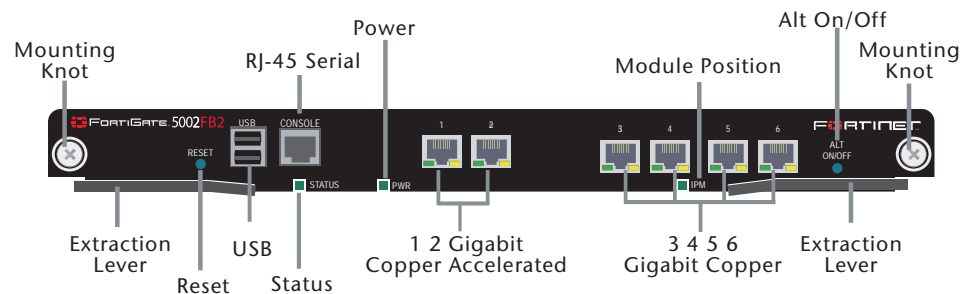 Alt On/Off
Power
Mounting
Knot
RJ-45 Serial
Module Position
Mounting
Knot
FORTIGATE 5002FB2
USB
CONSOLE
1
2
3
4
5
6
FORTINET
RESET
ALT
ON/OFF
STATUS
PWR
IPM
Extraction
Lever
USB
1 2 Gigabit
Copper Accelerated
3 4 5 6
Gigabit Copper
Extraction
Lever
Reset
Status